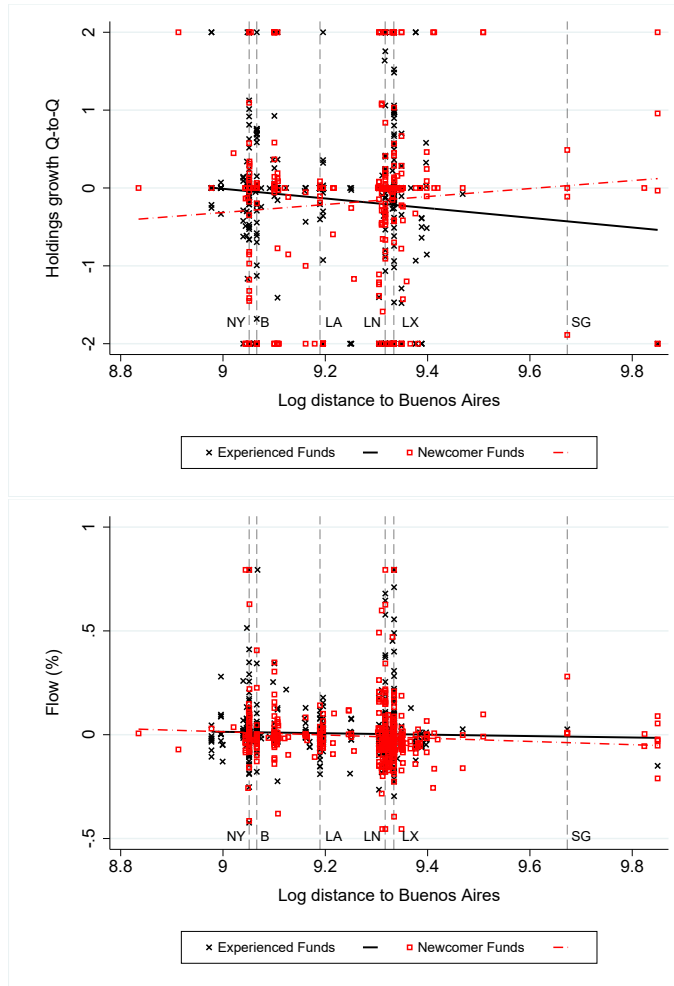 2
1
0
-1
-2
Holdings growth Q-to-Q
NY B LA LN LX SG
8.8 9 9.2 9.4 9.6 9.8
Log distance to Buenos Aires
Experienced Funds Newcomer Funds
1
.5
0
-.5
Flow (%)
NY B LA LN LX SG
8.8 9 9.2 9.4 9.6 9.8
Log distance to Buenos Aires
Experienced Funds Newcomer Funds